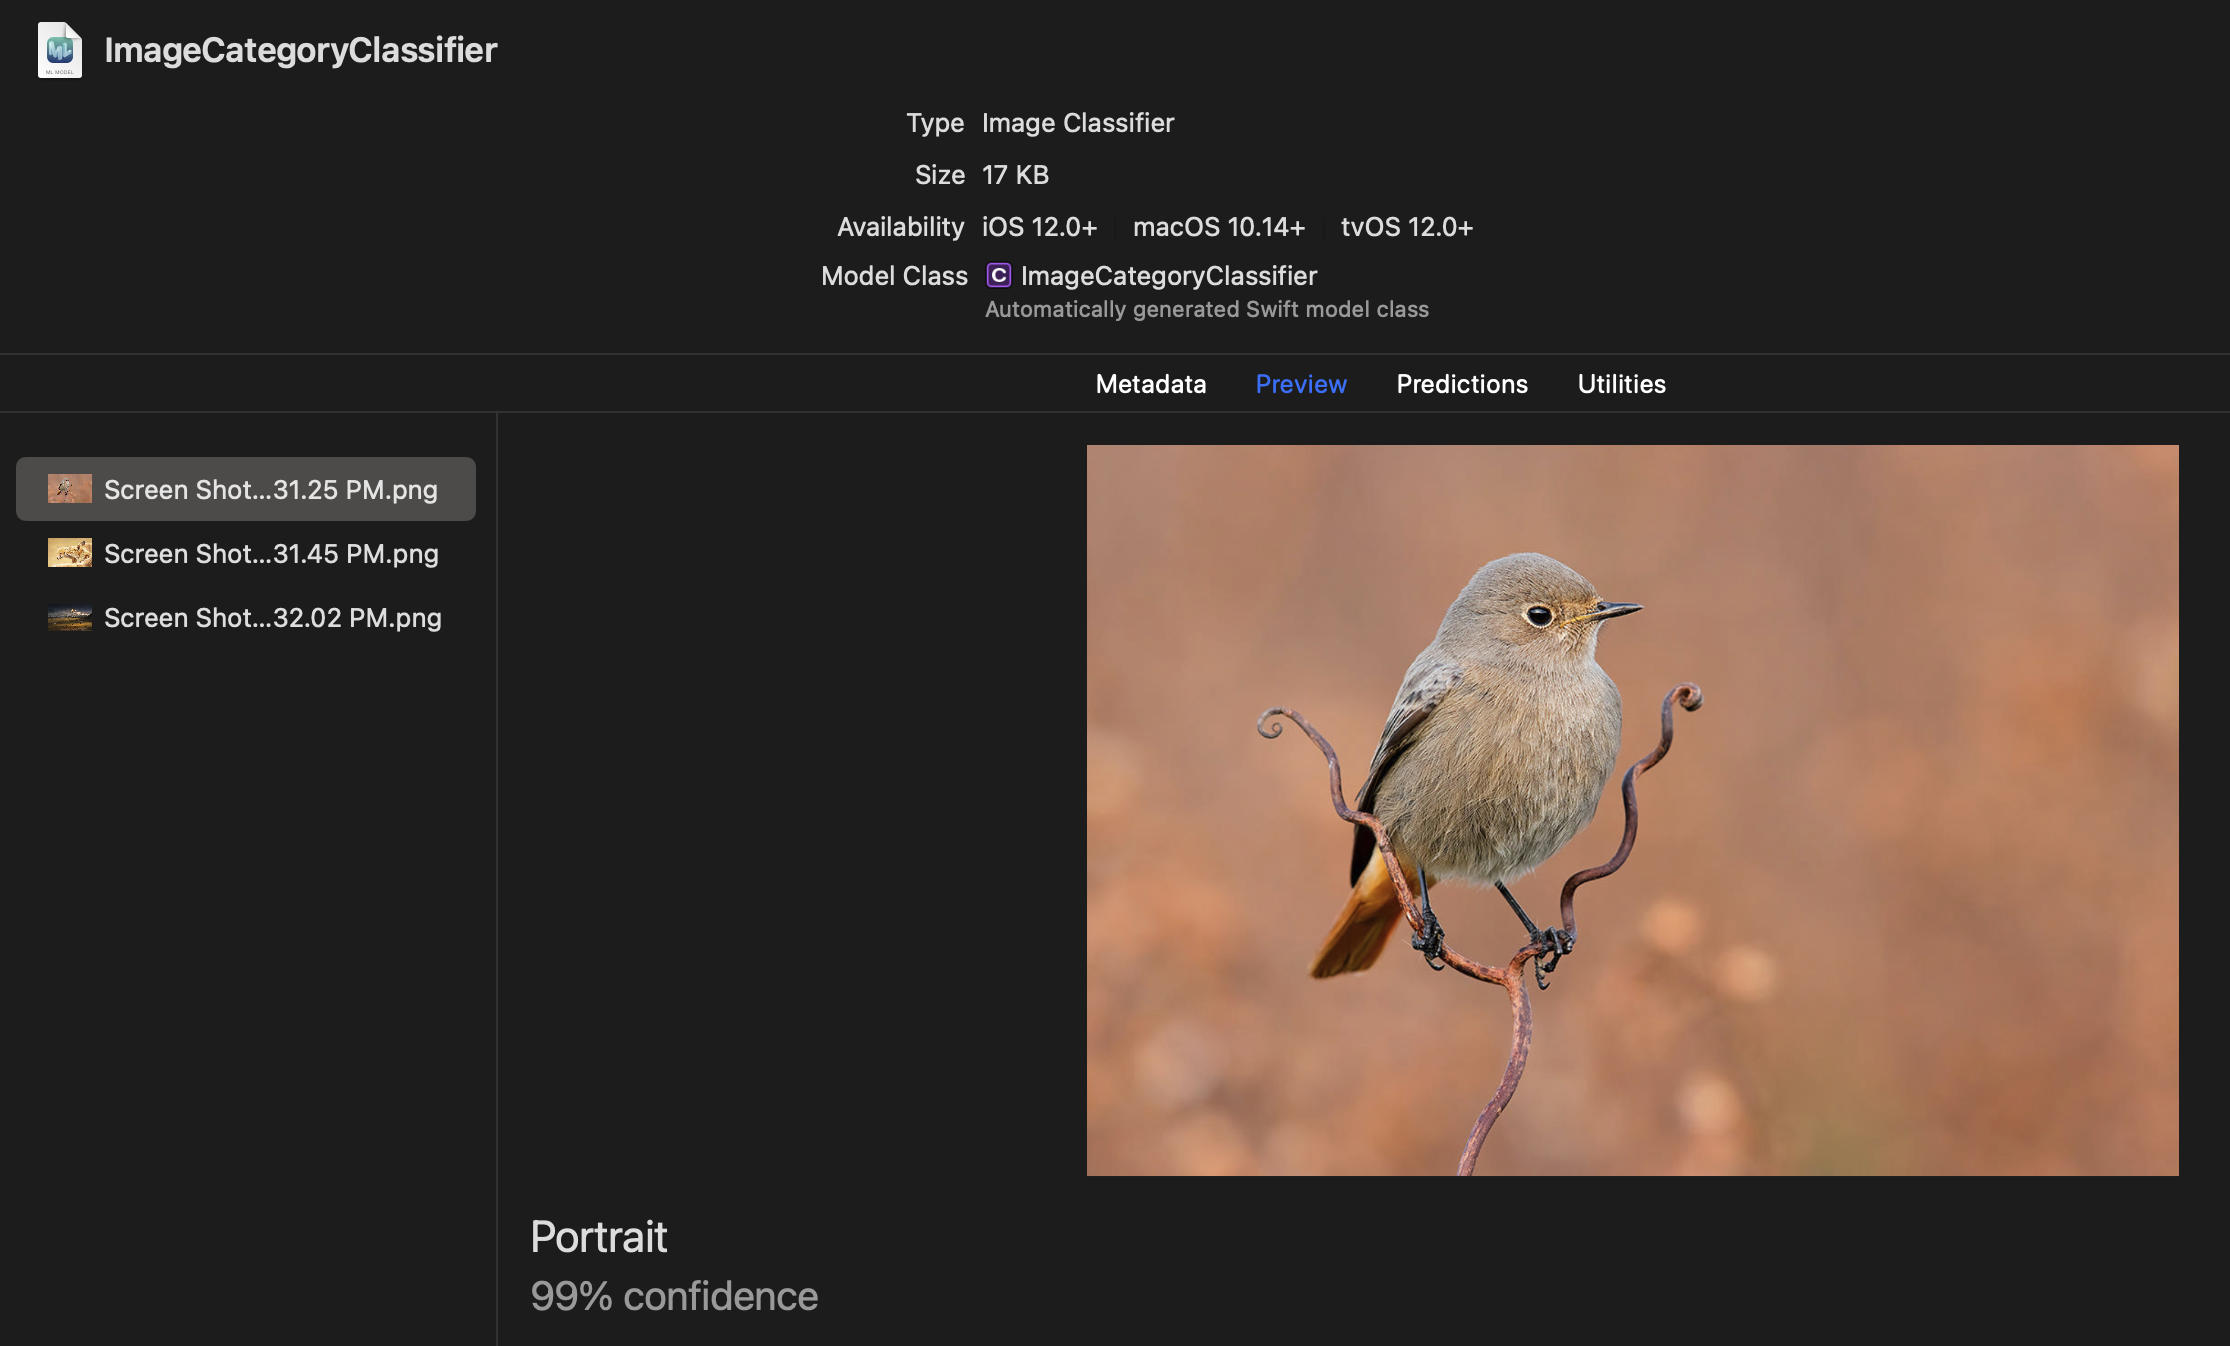 ImageCategoryClassifier
ML MODEL
Type Image Classifier
Size 17 KB
Availability iOS 12.0+ macOS 10.14+ tvOS 12.0+
Model Class C ImageCategoryClassifier
Automatically generated Swift model class
Metadata Preview Predictions Utilities
Screen Shot...31.25 PM.png
Screen Shot...31.45 PM.png
Screen Shot...32.02 PM.png
Portrait
99% confidence